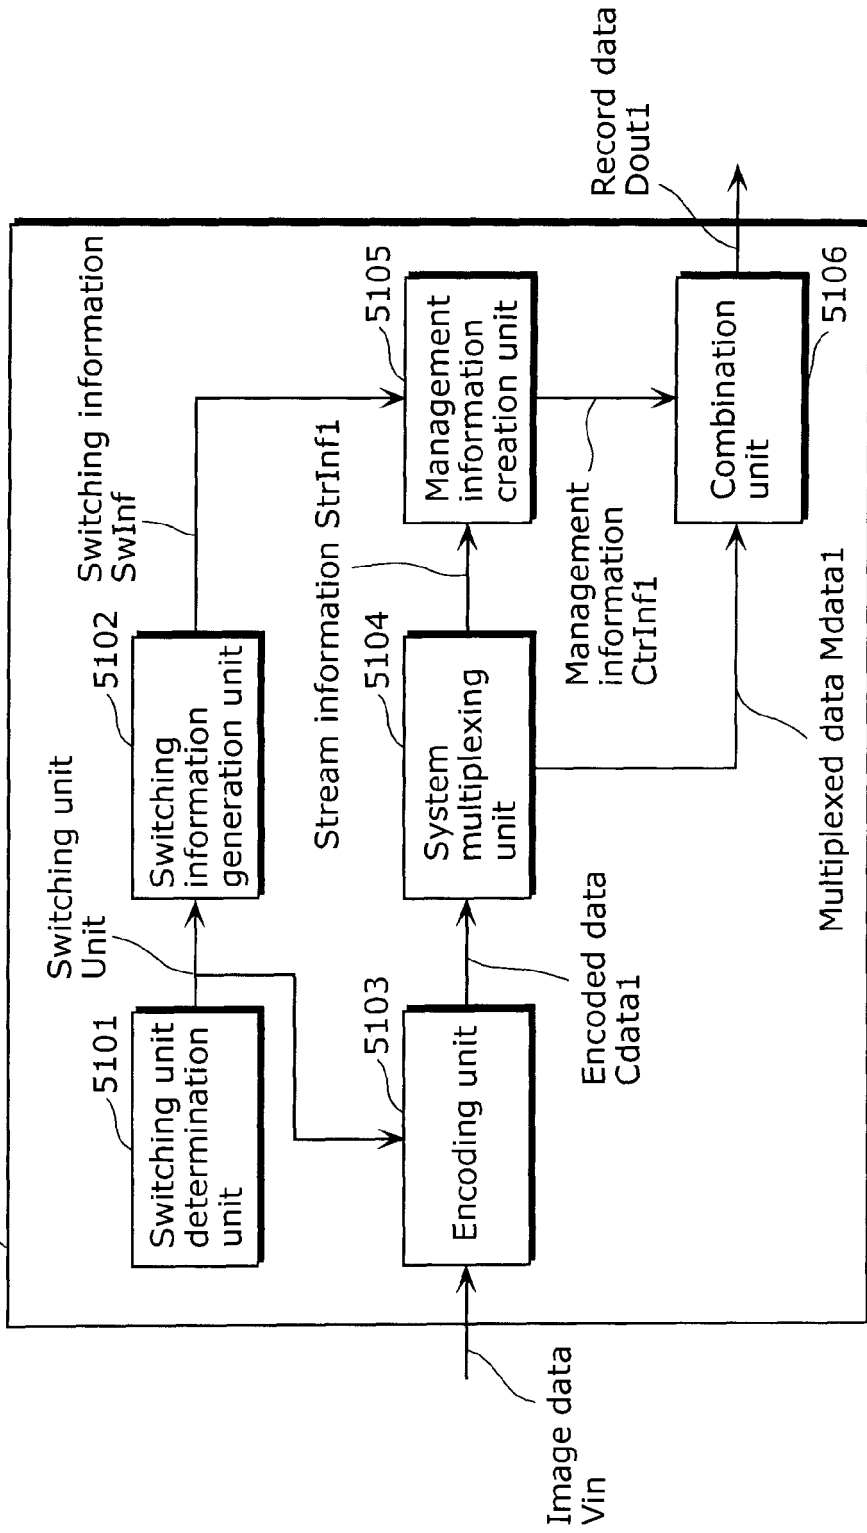 Switching unit
Unit
Switching information
SwInf
5101
Switching unit
determination
unit
5102
Switching
information
generation unit
Stream information StrInf1
5103
Encoding unit
5104
System
multiplexing
unit
5105
Management
information
creation unit
Image data
Vin
Encoded data
Cdata1
Management
information
CtrInf1
Record data
Dout1
Combination
unit
5106
Multiplexed data Mdata1